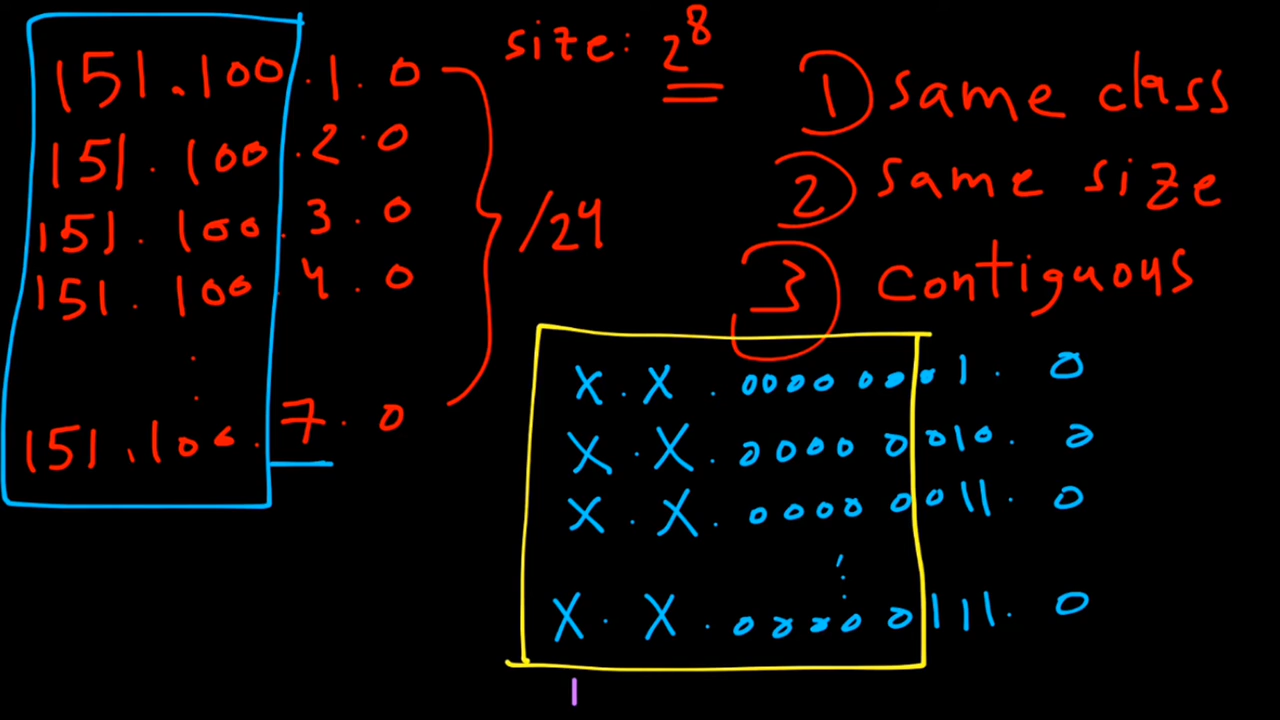 151.100.1.0
151.100.2.0
151.100.3.0
151.100.4.0
151.100.7.0
/24
size: 2^8
1) same class
2) same size
3) contiguous
X.X.00000001.0
X.X.00000010.0
X.X.00000011.0
X.X.00000111.0